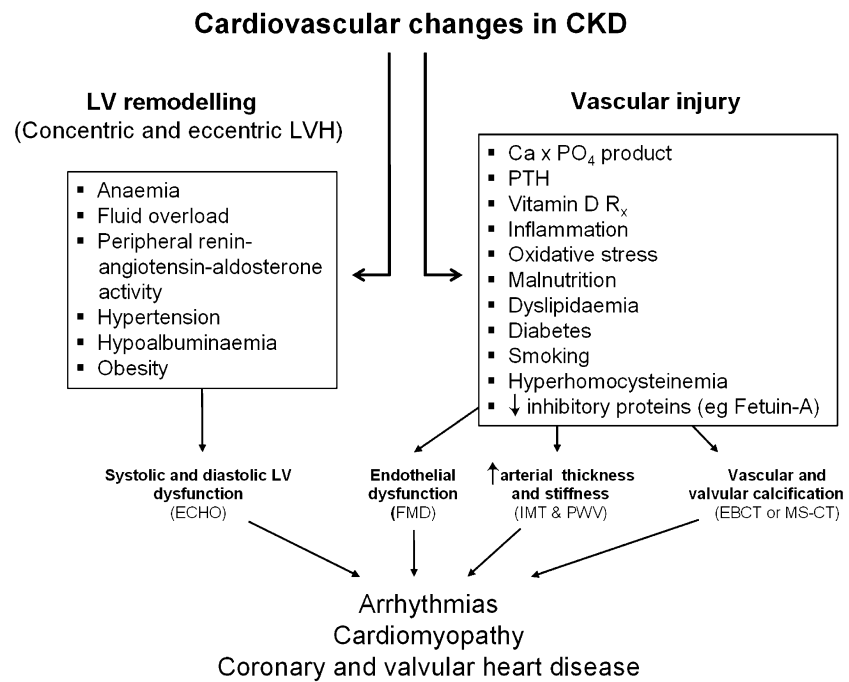 Cardiovascular changes in CKD
LV remodelling
(Concentric and eccentric LVH)
▪ Anaemia
▪ Fluid overload
▪ Peripheral renin-
angiotensin-aldosterone
activity
▪ Hypertension
▪ Hypoalbuminaemia
▪ Obesity
Vascular injury
▪ Ca x PO₄ product
▪ PTH
▪ Vitamin D Rₓ
▪ Inflammation
▪ Oxidative stress
▪ Malnutrition
▪ Dyslipidaemia
▪ Diabetes
▪ Smoking
▪ Hyperhomocysteinemia
▪ ↓ inhibitory proteins (eg Fetuin-A)
Systolic and diastolic LV
dysfunction
(ECHO)
Endothelial
dysfunction
(FMD)
↑arterial thickness
and stiffness
(IMT & PWV)
Vascular and
valvular calcification
(EBCT or MS-CT)
Arrhythmias
Cardiomyopathy
Coronary and valvular heart disease